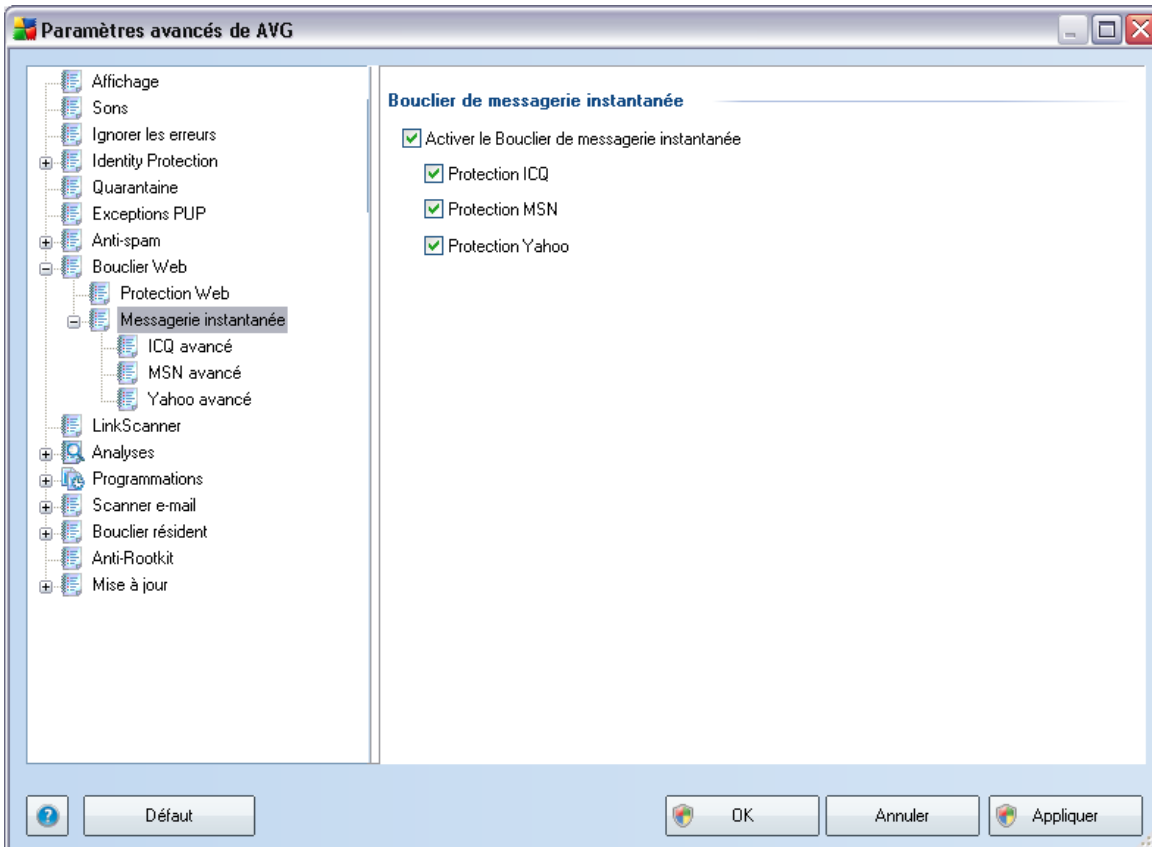 Paramètres avancés de AVG
Affichage
Sons
Ignorer les erreurs
Identity Protection
Quarantaine
Exceptions PUP
Anti-spam
Bouclier Web
Protection Web
Messagerie instantanée
ICQ avancé
MSN avancé
Yahoo avancé
LinkScanner
Analyses
Programmations
Scanner e-mail
Bouclier résident
Anti-Rootkit
Mise à jour
Bouclier de messagerie instantanée
Activer le Bouclier de messagerie instantanée
Protection ICQ
Protection MSN
Protection Yahoo
? Défaut OK Annuler Appliquer